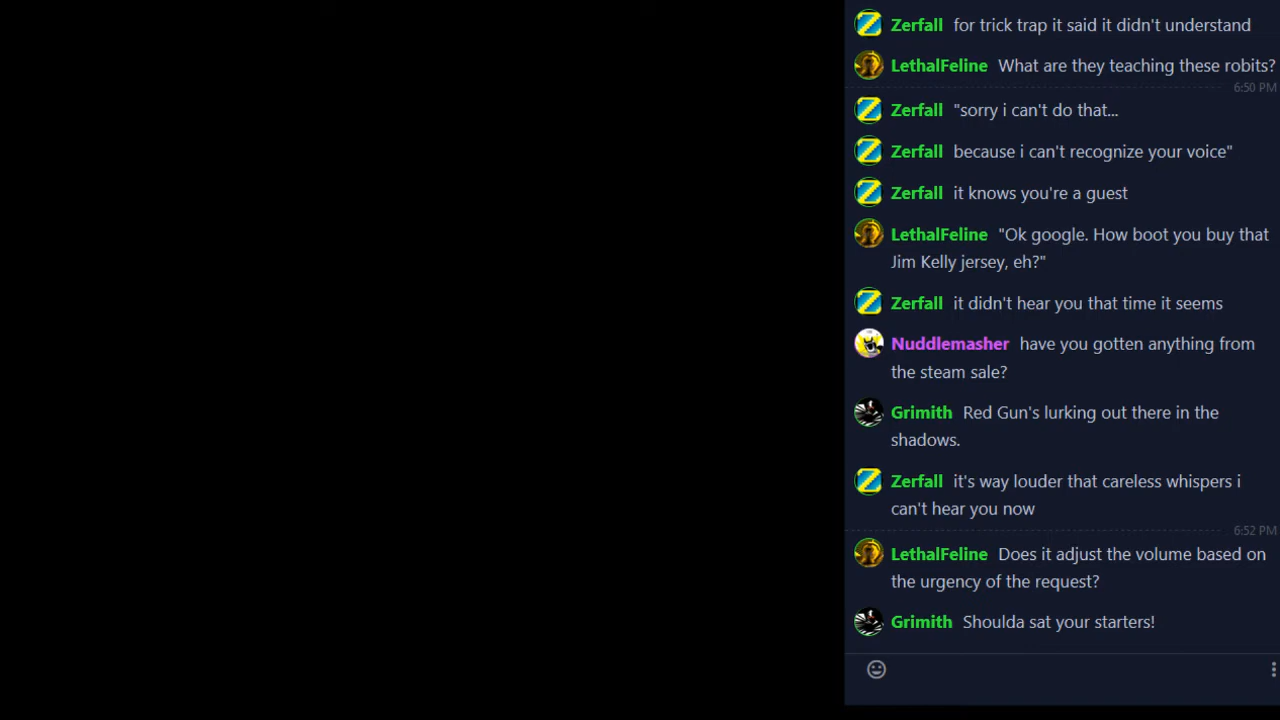 Zerfall for trick trap it said it didn't understand
LethalFeline What are they teaching these robits?
6:50 PM
Zerfall "sorry i can't do that...
Zerfall because i can't recognize your voice"
Zerfall it knows you're a guest
LethalFeline "Ok google. How boot you buy that
Jim Kelly jersey, eh?"
Zerfall it didn't hear you that time it seems
Nuddlemasher have you gotten anything from
the steam sale?
Grimith Red Gun's lurking out there in the
shadows.
Zerfall it's way louder that careless whispers i
can't hear you now
6:52 PM
LethalFeline Does it adjust the volume based on
the urgency of the request?
Grimith Shoulda sat your starters!